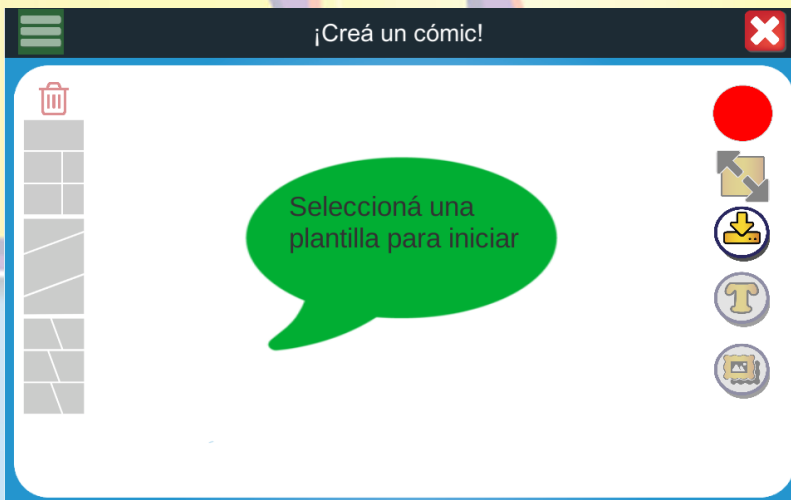 ¡Creá un cómic!
Seleccioná una
plantilla para iniciar
T